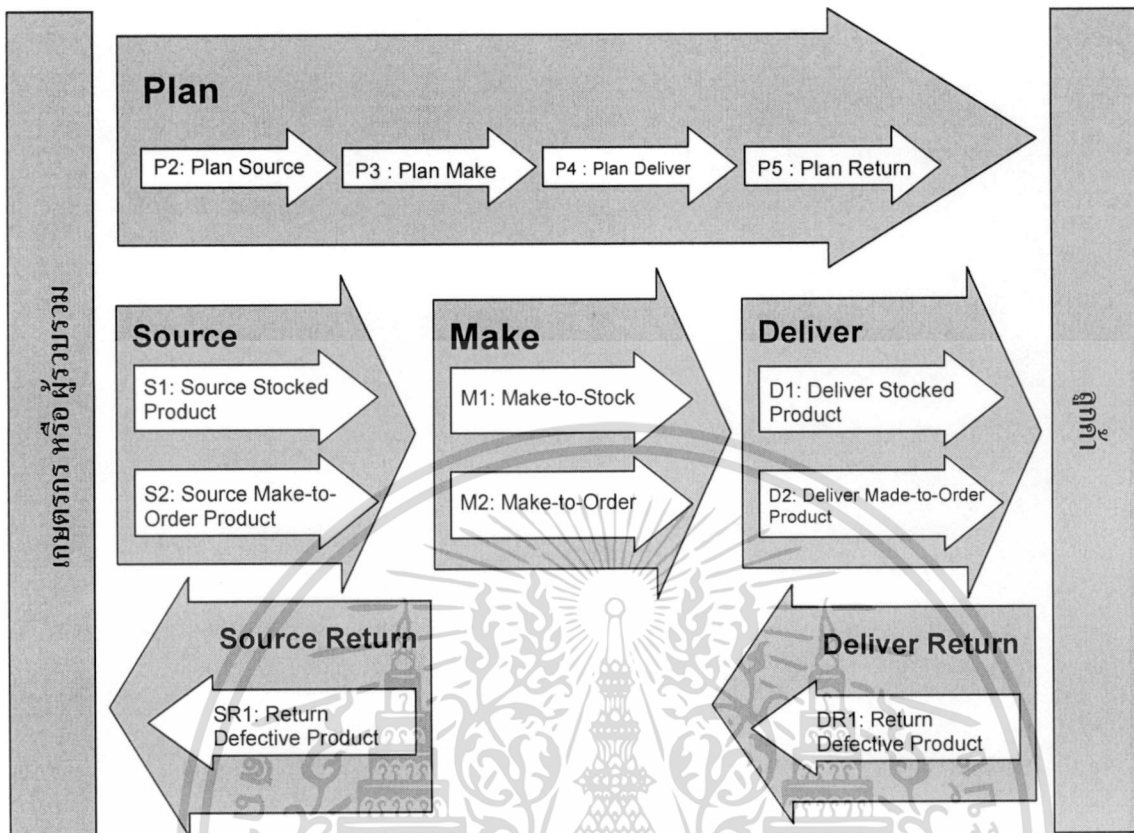 เกษตรกร หรือ ผู้รวบรวม
Plan
P2: Plan Source
P3 : Plan Make
P4 : Plan Deliver
P5 : Plan Return
Source
S1: Source Stocked
Product
S2: Source Make-to-
Order Product
Make
M1: Make-to-Stock
M2: Make-to-Order
Deliver
D1: Deliver Stocked
Product
D2: Deliver Made-to-Order
Product
Source Return
SR1: Return
Defective Product
Deliver Return
DR1: Return
Defective Product
ลูกค้า